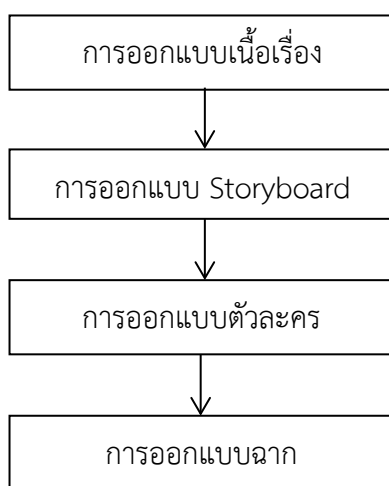 การออกแบบเนื้อเรื่อง
การออกแบบ Storyboard
การออกแบบตัวละคร
การออกแบบฉาก